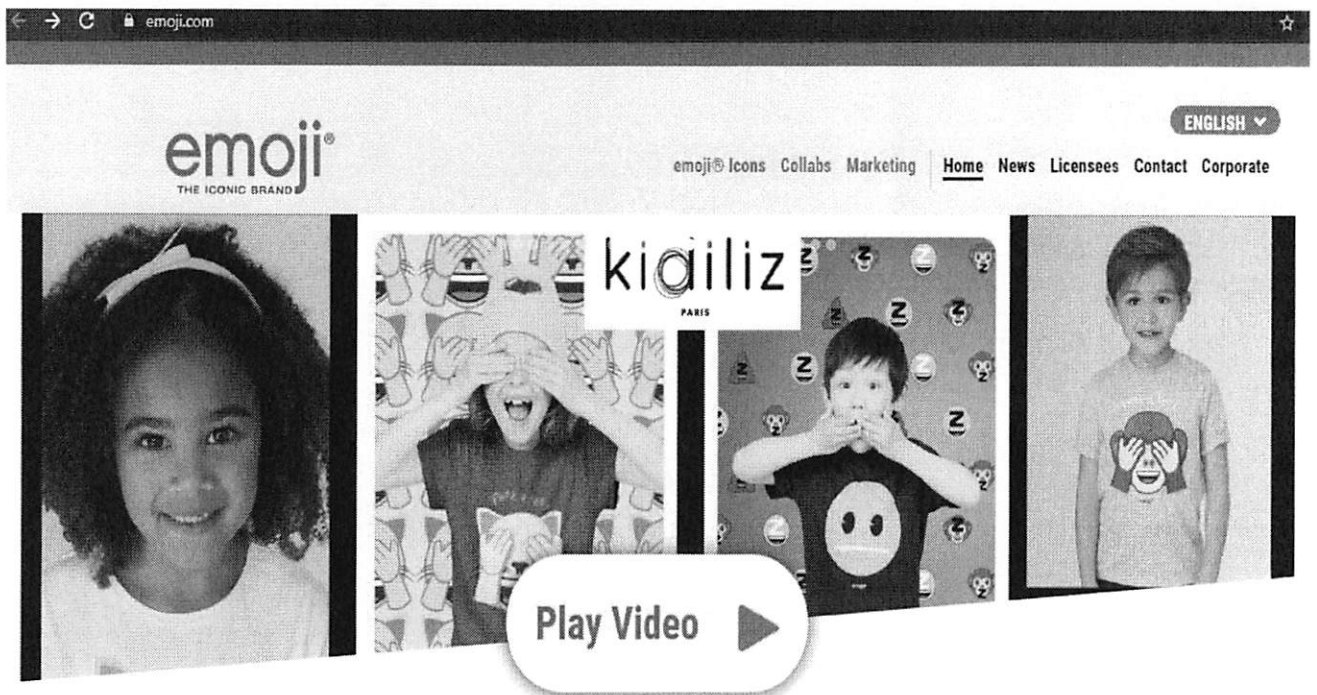 emoji.com
ENGLISH
emoji®
THE ICONIC BRAND
emoji® Icons Collabs Marketing Home News Licensees Contact Corporate
kidiliz
PARIS
Play Video